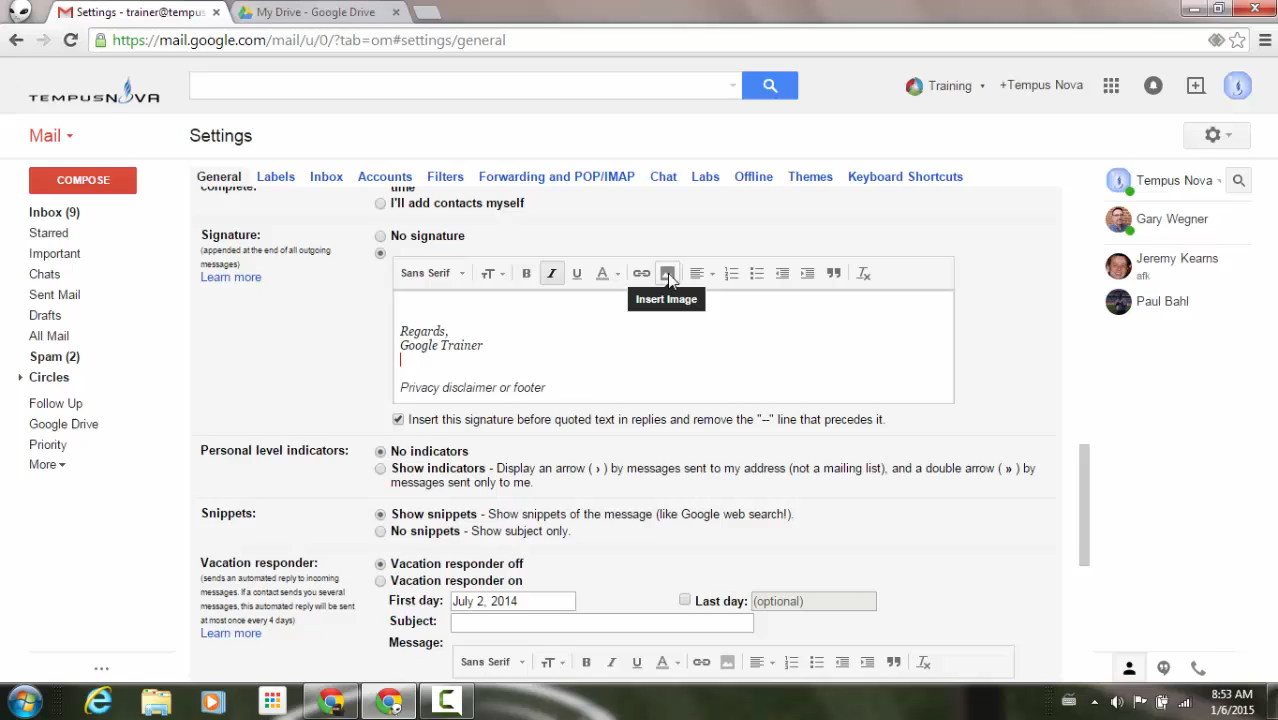 Settings - trainer@tempus
My Drive - Google Drive
https://mail.google.com/mail/u/0/?tab=om#settings/general
TEMPUSNOVA
Training
+Tempus Nova
Mail
Settings
COMPOSE
General
Labels
Inbox
Accounts
Filters
Forwarding and POP/IMAP
Chat
Labs
Offline
Themes
Keyboard Shortcuts
Inbox (9)
Starred
Important
Chats
Sent Mail
Drafts
All Mail
Spam (2)
Circles
Follow Up
Google Drive
Priority
More
complete:
time
I'll add contacts myself
Signature:
(appended at the end of all outgoing
messages)
Learn more
No signature
Sans Serif
Insert Image
Regards,
Google Trainer
Privacy disclaimer or footer
Insert this signature before quoted text in replies and remove the "--" line that precedes it.
Personal level indicators:
No indicators
Show indicators - Display an arrow ( › ) by messages sent to my address (not a mailing list), and a double arrow ( » ) by
messages sent only to me.
Snippets:
Show snippets - Show snippets of the message (like Google web search!).
No snippets - Show subject only.
Vacation responder:
(sends an automated reply to incoming
messages. If a contact sends you several
messages, this automated reply will be sent
at most once every 4 days)
Learn more
Vacation responder off
Vacation responder on
First day:
July 2, 2014
Last day:
(optional)
Subject:
Message:
Sans Serif
Tempus Nova
Gary Wegner
Jeremy Kearns
afk
Paul Bahl
8:53 AM
1/6/2015